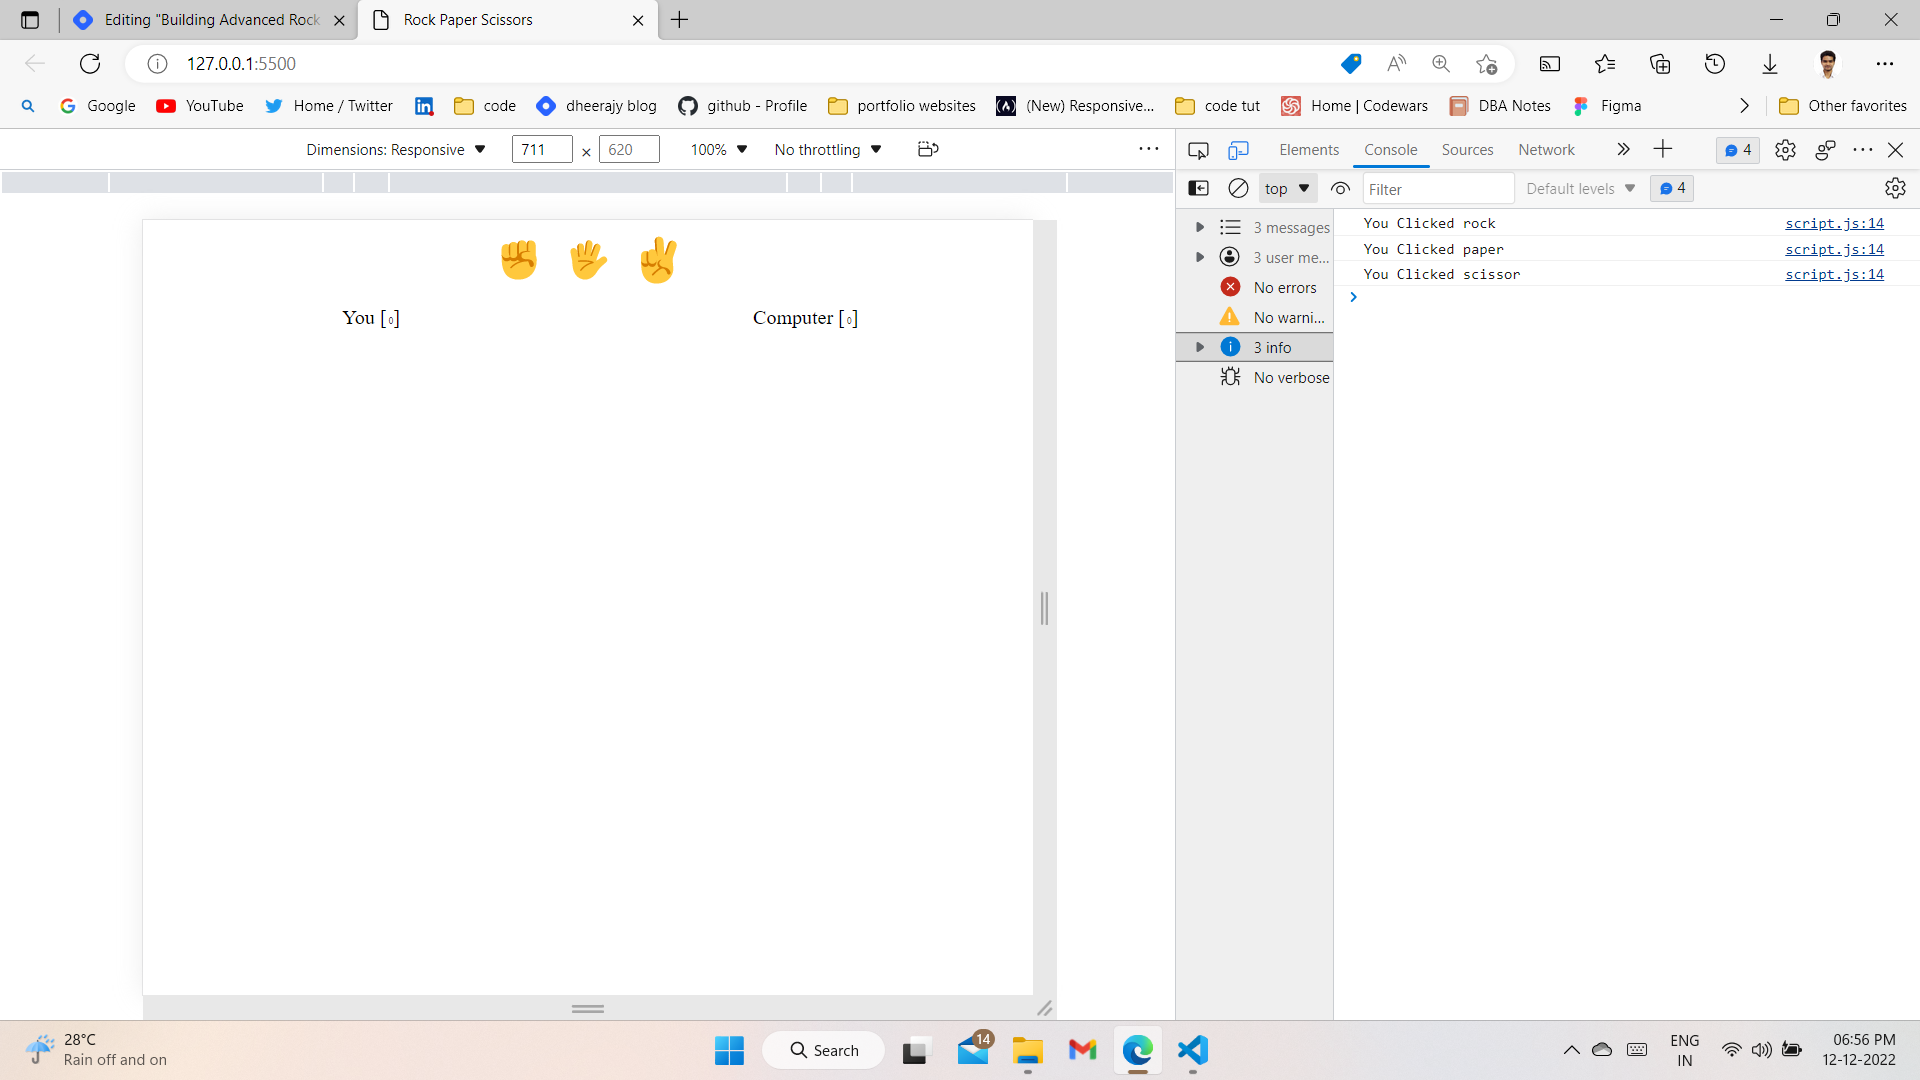 Editing "Building Advanced Rock
Rock Paper Scissors
127.0.0.1:5500
Google
YouTube
Home / Twitter
code
dheerajy blog
github - Profile
portfolio websites
(New) Responsive...
code tut
Home | Codewars
DBA Notes
Figma
Other favorites
Dimensions: Responsive
711 × 620
100%
No throttling
Elements
Console
Sources
Network
4
top
Filter
Default levels
4
You [0]
Computer [0]
3 messages
3 user me...
No errors
No warni...
3 info
No verbose
You Clicked rock script.js:14
You Clicked paper script.js:14
You Clicked scissor script.js:14
28°C
Rain off and on
Search
14
ENG
IN
06:56 PM
12-12-2022